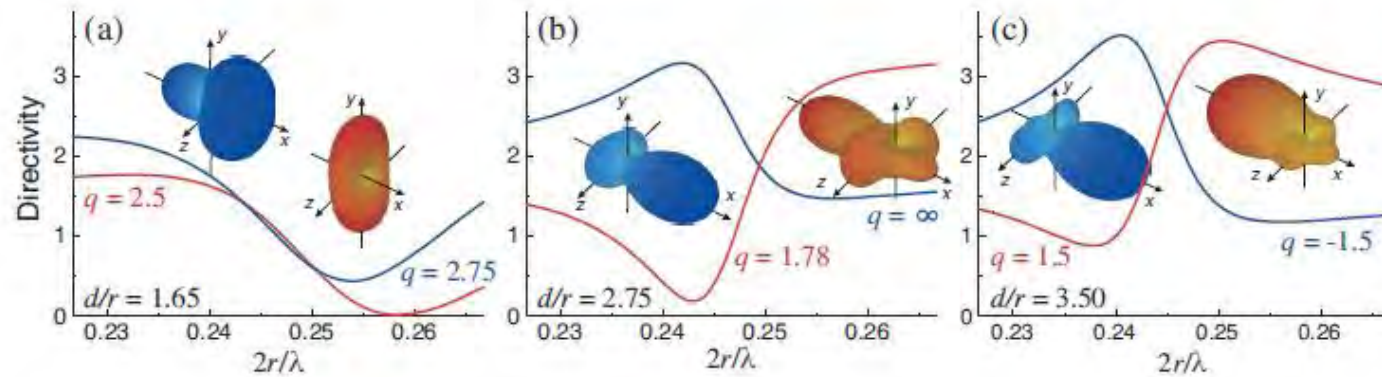 (a)
y
z
x
y
z
x
q = 2.5
q = 2.75
d/r = 1.65
Directivity
3
2
1
0
0.23
0.24
0.25
0.26
2r/λ
(b)
y
z
x
y
z
x
q = ∞
q = 1.78
d/r = 2.75
3
2
1
0
0.23
0.24
0.25
0.26
2r/λ
(c)
y
z
x
y
z
x
q = 1.5
q = -1.5
d/r = 3.50
3
2
1
0
0.23
0.24
0.25
0.26
2r/λ